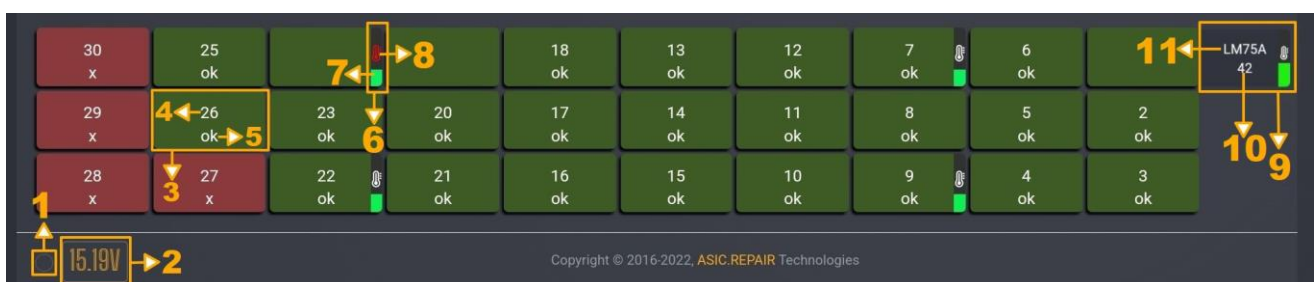 30 25 18 13 12 7 6 LM75A
x ok 7 8 ok ok ok ok ok 11 42
29 4 26 23 20 17 14 11 8 5 2
x ok 5 ok 6 ok ok ok ok ok ok ok 10 9
28 3 27 22 21 16 15 10 9 4 3
1 x x ok ok ok ok ok ok ok ok
15.19V 2 Copyright © 2016-2022, ASIC.REPAIR Technologies